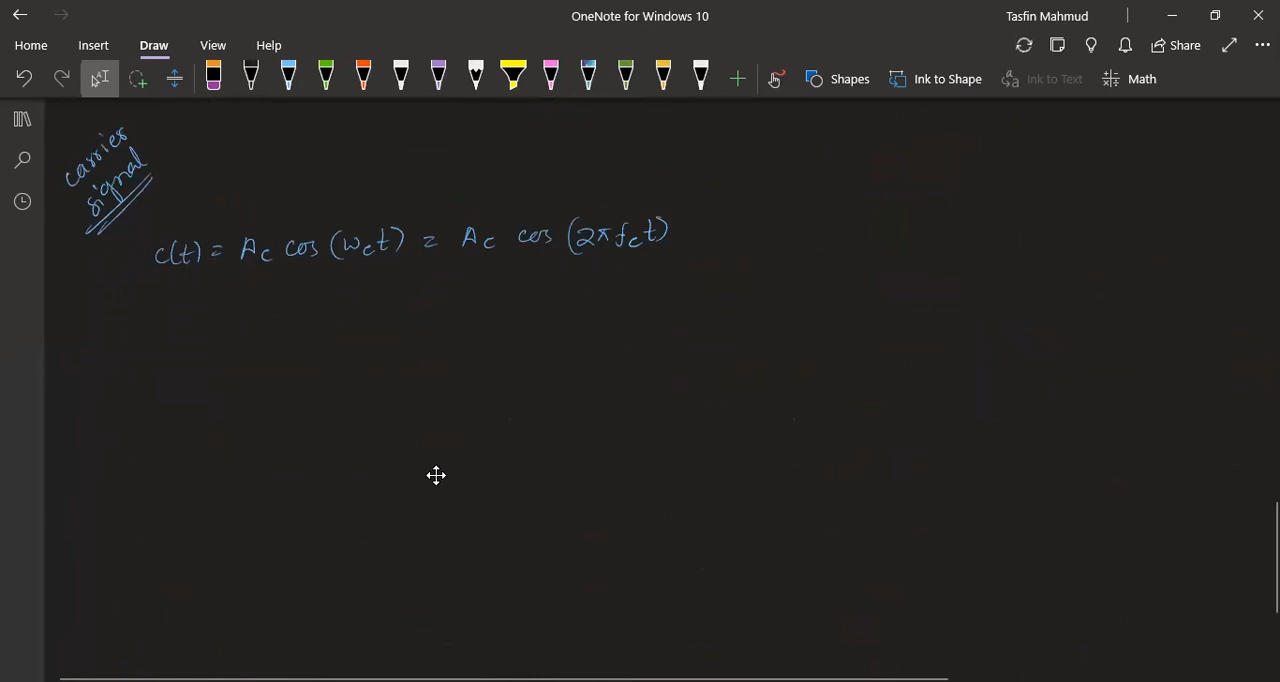 OneNote for Windows 10
Tasfin Mahmud
Home Insert Draw View Help
Share
Shapes Ink to Shape Ink to Text Math
carrier
signal
c(t) = Ac cos (wct) = Ac cos (2πfct)